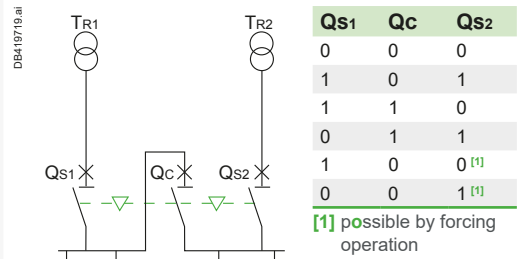 DB419719.ai
TR1
TR2
QS1
QC
QS2
QS1 QC QS2
0 0 0
1 0 1
1 1 0
0 1 1
1 0 0 [1]
0 0 1 [1]
[1] possible by forcing
operation